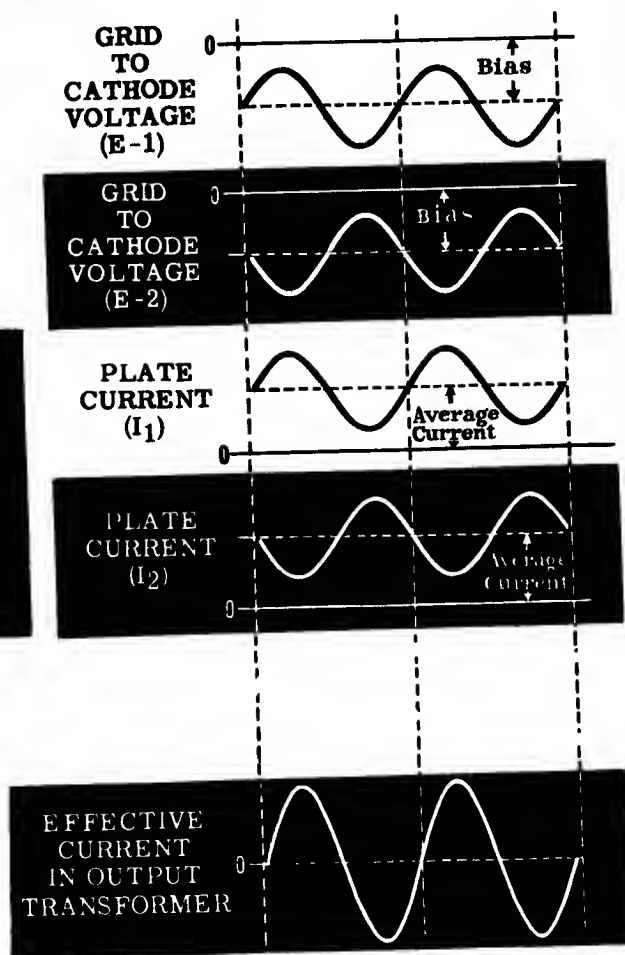 GRID
TO
CATHODE
VOLTAGE
(E-1)
0
Bias
GRID
TO
CATHODE
VOLTAGE
(E-2)
0
Bias
PLATE
CURRENT
(I1)
Average
Current
0
PLATE
CURRENT
(I2)
Average
Current
0
EFFECTIVE
CURRENT
IN OUTPUT
TRANSFORMER
0